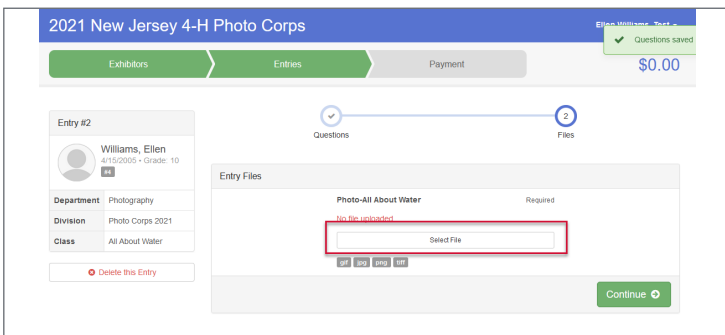 2021 New Jersey 4-H Photo Corps
Ellen Williams, Test
Questions saved
Exhibitors
Entries
Payment
$0.00
Entry #2
Williams, Ellen
4/15/2005 • Grade: 10
#4
Department Photography
Division Photo Corps 2021
Class All About Water
Delete this Entry
Questions
2
Files
Entry Files
Photo-All About Water
Required
No file uploaded
Select File
gif jpg png tiff
Continue